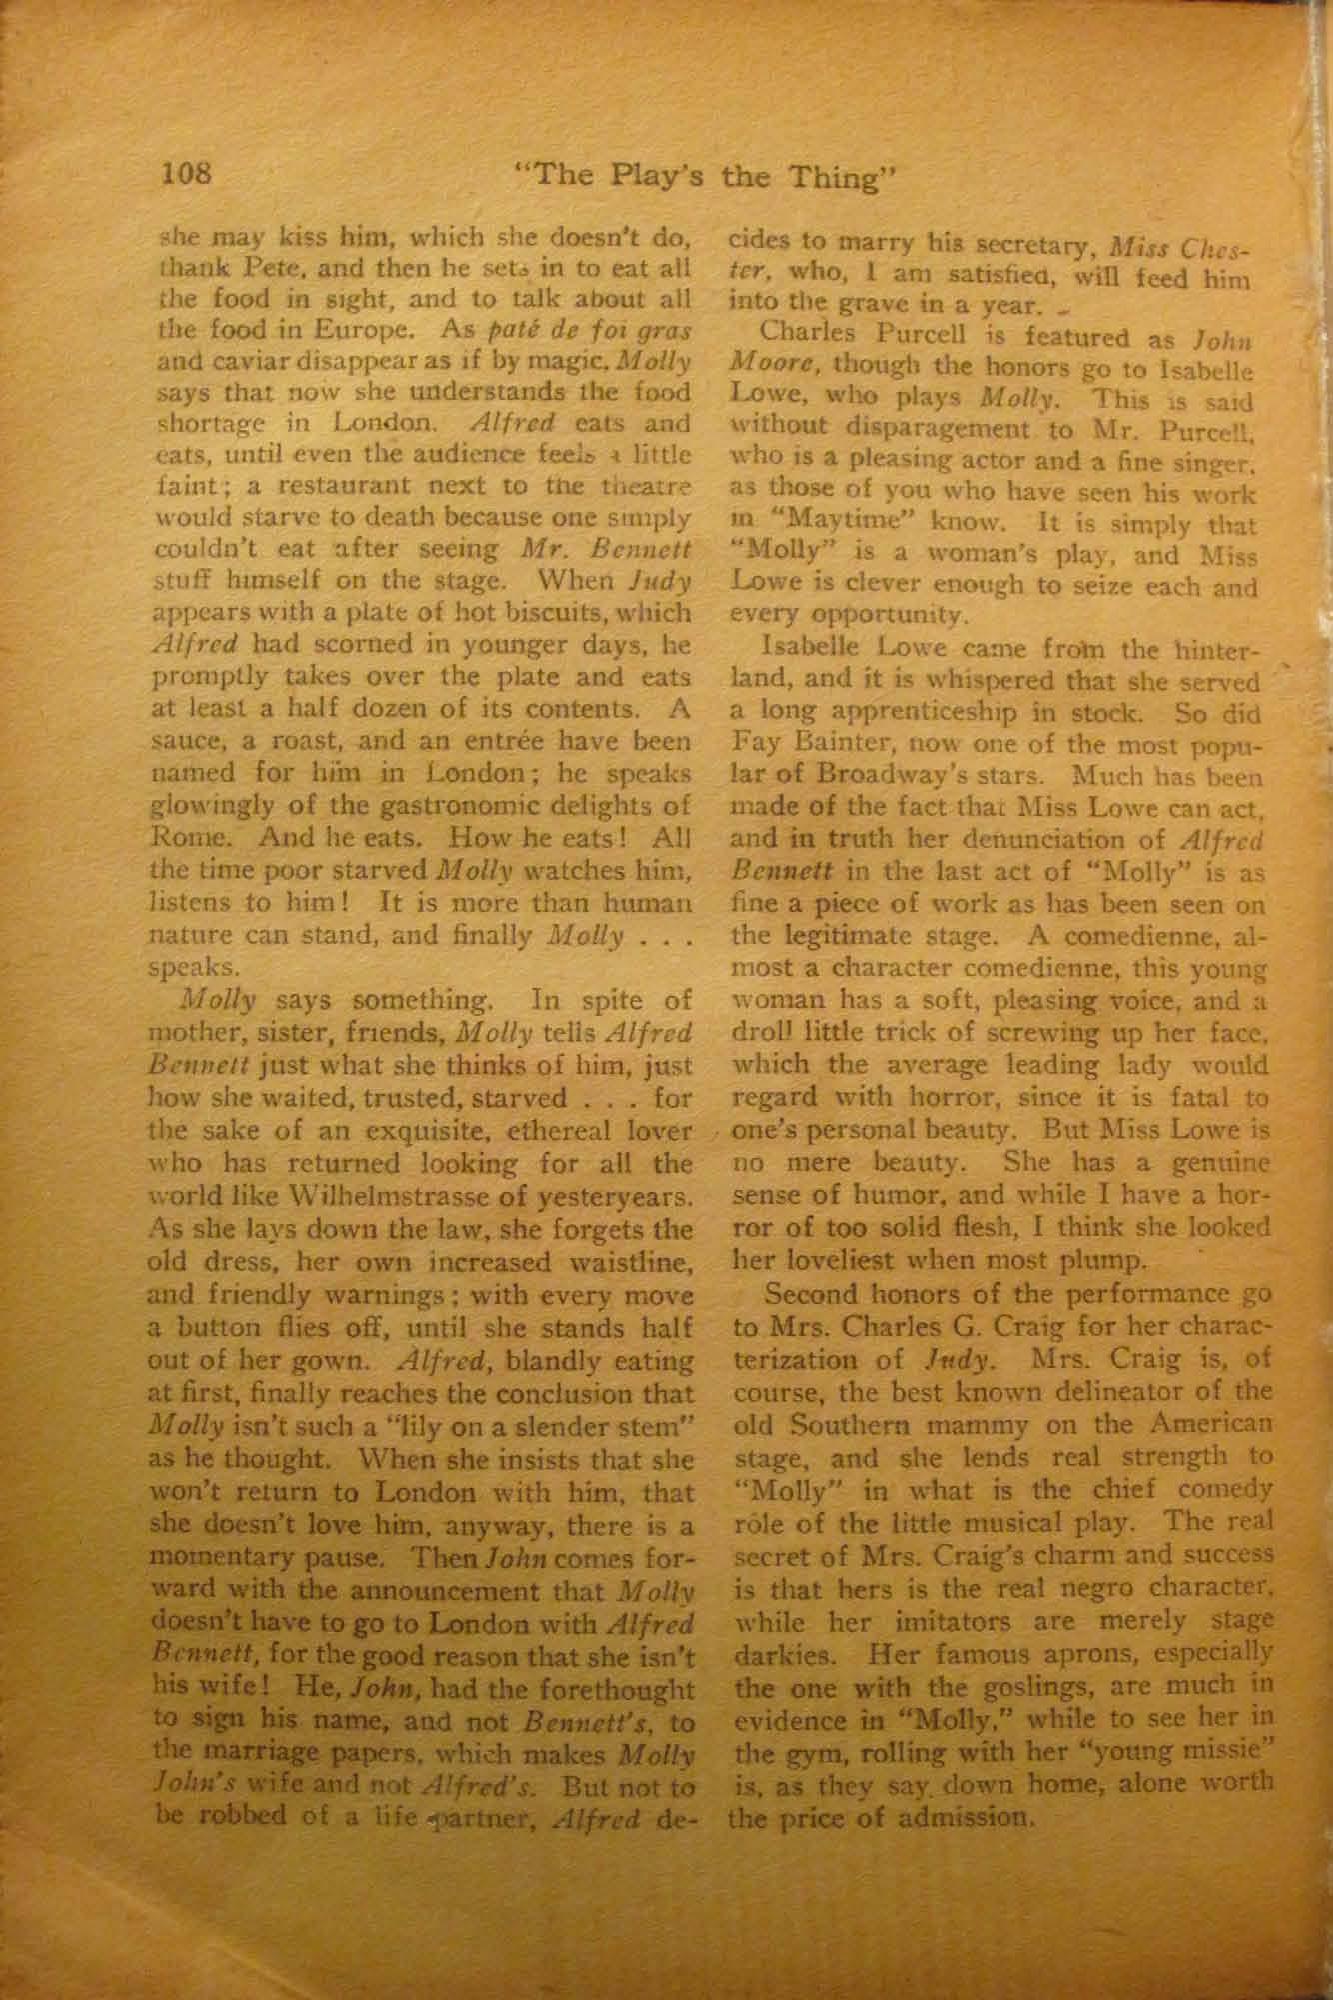 108
"The Play's the Thing"
she may kiss him, which she doesn't do,
thank Pete, and then he sets in to eat all
the food in sight, and to talk about all
the food in Europe. As paté de foi gras
and caviar disappear as if by magic, Molly
says that now she understands the food
shortage in London. Alfred eats and
eats, until even the audience feels a little
faint; a restaurant next to the theatre
would starve to death because one simply
couldn't eat after seeing Mr. Bennett
stuff himself on the stage. When Judy
appears with a plate of hot biscuits, which
Alfred had scorned in younger days, he
promptly takes over the plate and eats
at least a half dozen of its contents. A
sauce, a roast, and an entrée have been
named for him in London; he speaks
glowingly of the gastronomic delights of
Rome. And he eats. How he eats! All
the time poor starved Molly watches him,
listens to him! It is more than human
nature can stand, and finally Molly . . .
speaks.
Molly says something. In spite of
mother, sister, friends, Molly tells Alfred
Bennett just what she thinks of him, just
how she waited, trusted, starved . . . for
the sake of an exquisite, ethereal lover
who has returned looking for all the
world like Wilhelmstrasse of yesteryears.
As she lays down the law, she forgets the
old dress, her own increased waistline,
and friendly warnings; with every move
a button flies off, until she stands half
out of her gown. Alfred, blandly eating
at first, finally reaches the conclusion that
Molly isn't such a "lily on a slender stem"
as he thought. When she insists that she
won't return to London with him, that
she doesn't love him, anyway, there is a
momentary pause. Then John comes for-
ward with the announcement that Molly
doesn't have to go to London with Alfred
Bennett, for the good reason that she isn't
his wife! He, John, had the forethought
to sign his name, and not Bennett's, to
the marriage papers, which makes Molly
John's wife and not Alfred's. But not to
be robbed of a life partner, Alfred de-
cides to marry his secretary, Miss Ches-
ter, who, I am satisfied, will feed him
into the grave in a year.
Charles Purcell is featured as John
Moore, though the honors go to Isabelle
Lowe, who plays Molly. This is said
without disparagement to Mr. Purcell,
who is a pleasing actor and a fine singer,
as those of you who have seen his work
in "Maytime" know. It is simply that
"Molly" is a woman's play, and Miss
Lowe is clever enough to seize each and
every opportunity.
Isabelle Lowe came from the hinter-
land, and it is whispered that she served
a long apprenticeship in stock. So did
Fay Bainter, now one of the most popu-
lar of Broadway's stars. Much has been
made of the fact that Miss Lowe can act,
and in truth her denunciation of Alfred
Bennett in the last act of "Molly" is as
fine a piece of work as has been seen on
the legitimate stage. A comedienne, al-
most a character comedienne, this young
woman has a soft, pleasing voice, and a
droll little trick of screwing up her face,
which the average leading lady would
regard with horror, since it is fatal to
one's personal beauty. But Miss Lowe is
no mere beauty. She has a genuine
sense of humor, and while I have a hor-
ror of too solid flesh, I think she looked
her loveliest when most plump.
Second honors of the performance go
to Mrs. Charles G. Craig for her charac-
terization of Judy. Mrs. Craig is, of
course, the best known delineator of the
old Southern mammy on the American
stage, and she lends real strength to
"Molly" in what is the chief comedy
rôle of the little musical play. The real
secret of Mrs. Craig's charm and success
is that hers is the real negro character,
while her imitators are merely stage
darkies. Her famous aprons, especially
the one with the goslings, are much in
evidence in "Molly," while to see her in
the gym, rolling with her "young missie"
is, as they say down home, alone worth
the price of admission.